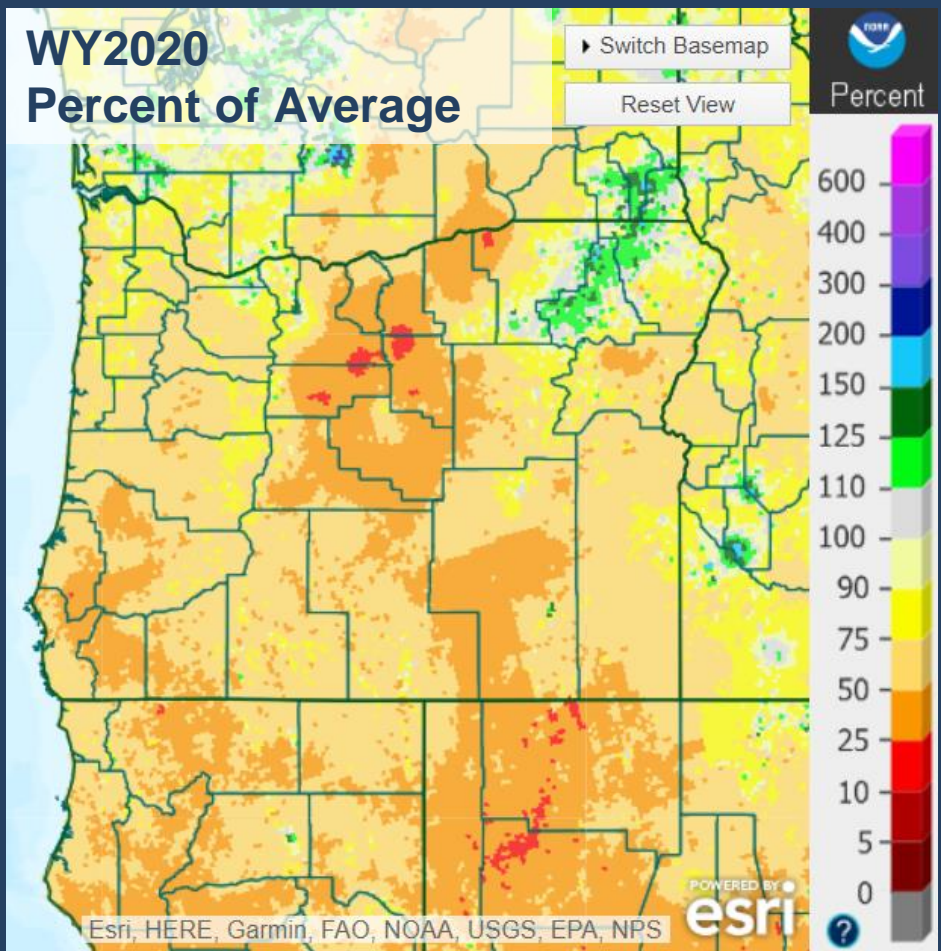 WY2020
Percent of Average
Switch Basemap
Reset View
NOAA
Percent
600
400
300
200
150
125
110
100
90
75
50
25
10
5
0
?
POWERED BY
esri
Esri, HERE, Garmin, FAO, NOAA, USGS, EPA, NPS